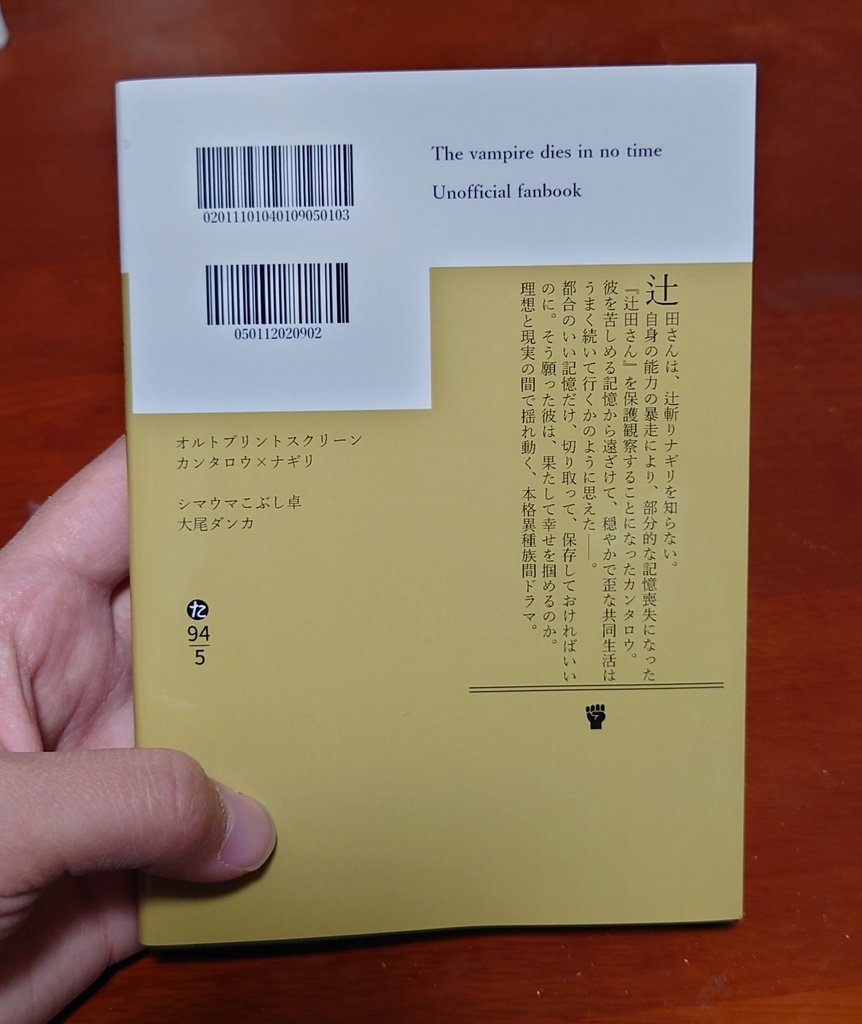 The vampire dies in no time
Unofficial fanbook
02011101040109050103
050112020902
辻田さんは、辻斬りナギリを知らない。
自身の能力の暴走により、部分的な記憶喪失になった
『辻田さん』を保護観察することになったカンタロウ。
彼を苦しめる記憶から遠ざけて、穏やかで歪な共同生活は
うまく続いて行くかのように思えた――。
都合のいい記憶だけ、切り取って、保存しておければいい
のに。そう願った彼は、果たして幸せを掴めるのか。
理想と現実の間で揺れ動く、本格異種族間ドラマ。
オルトプリントスクリーン
カンタロウ×ナギリ
シマウマこぶし卓
大尾ダンカ
た
94
5